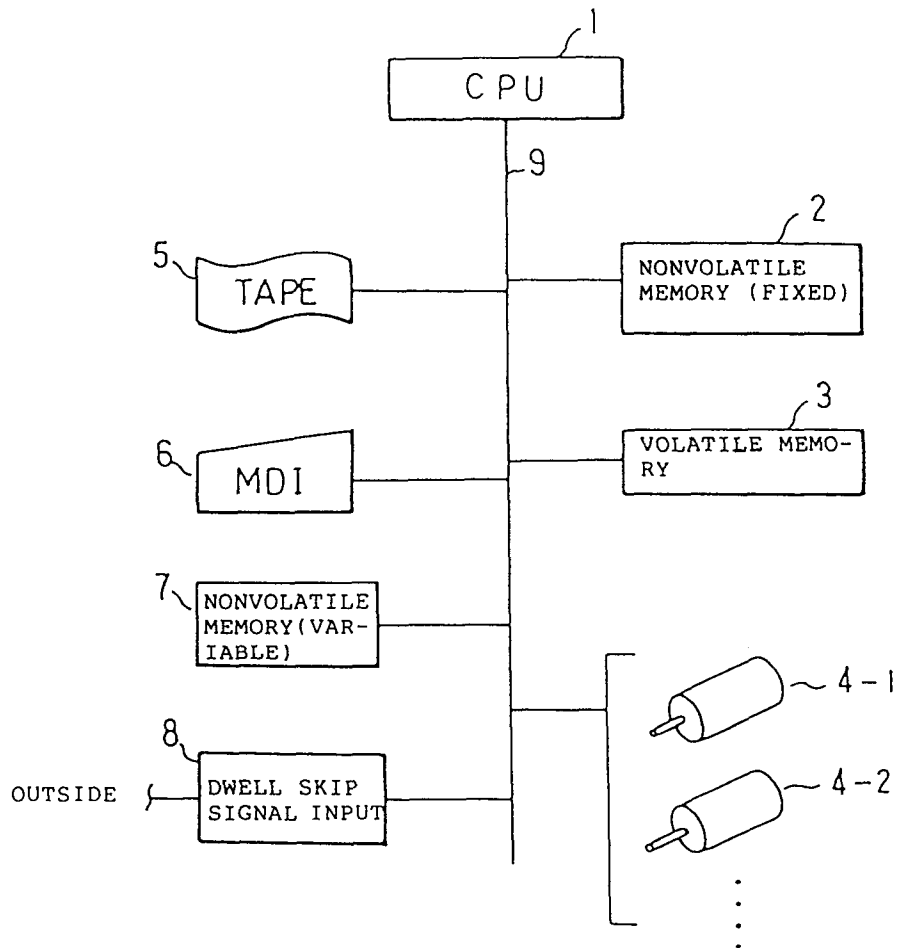 1
CPU
9
2
5
NONVOLATILE
MEMORY (FIXED)
TAPE
3
6
VOLATILE MEMO-
RY
MDI
7
NONVOLATILE
MEMORY(VAR-
IABLE)
4-1
8
OUTSIDE
DWELL SKIP
SIGNAL INPUT
4-2